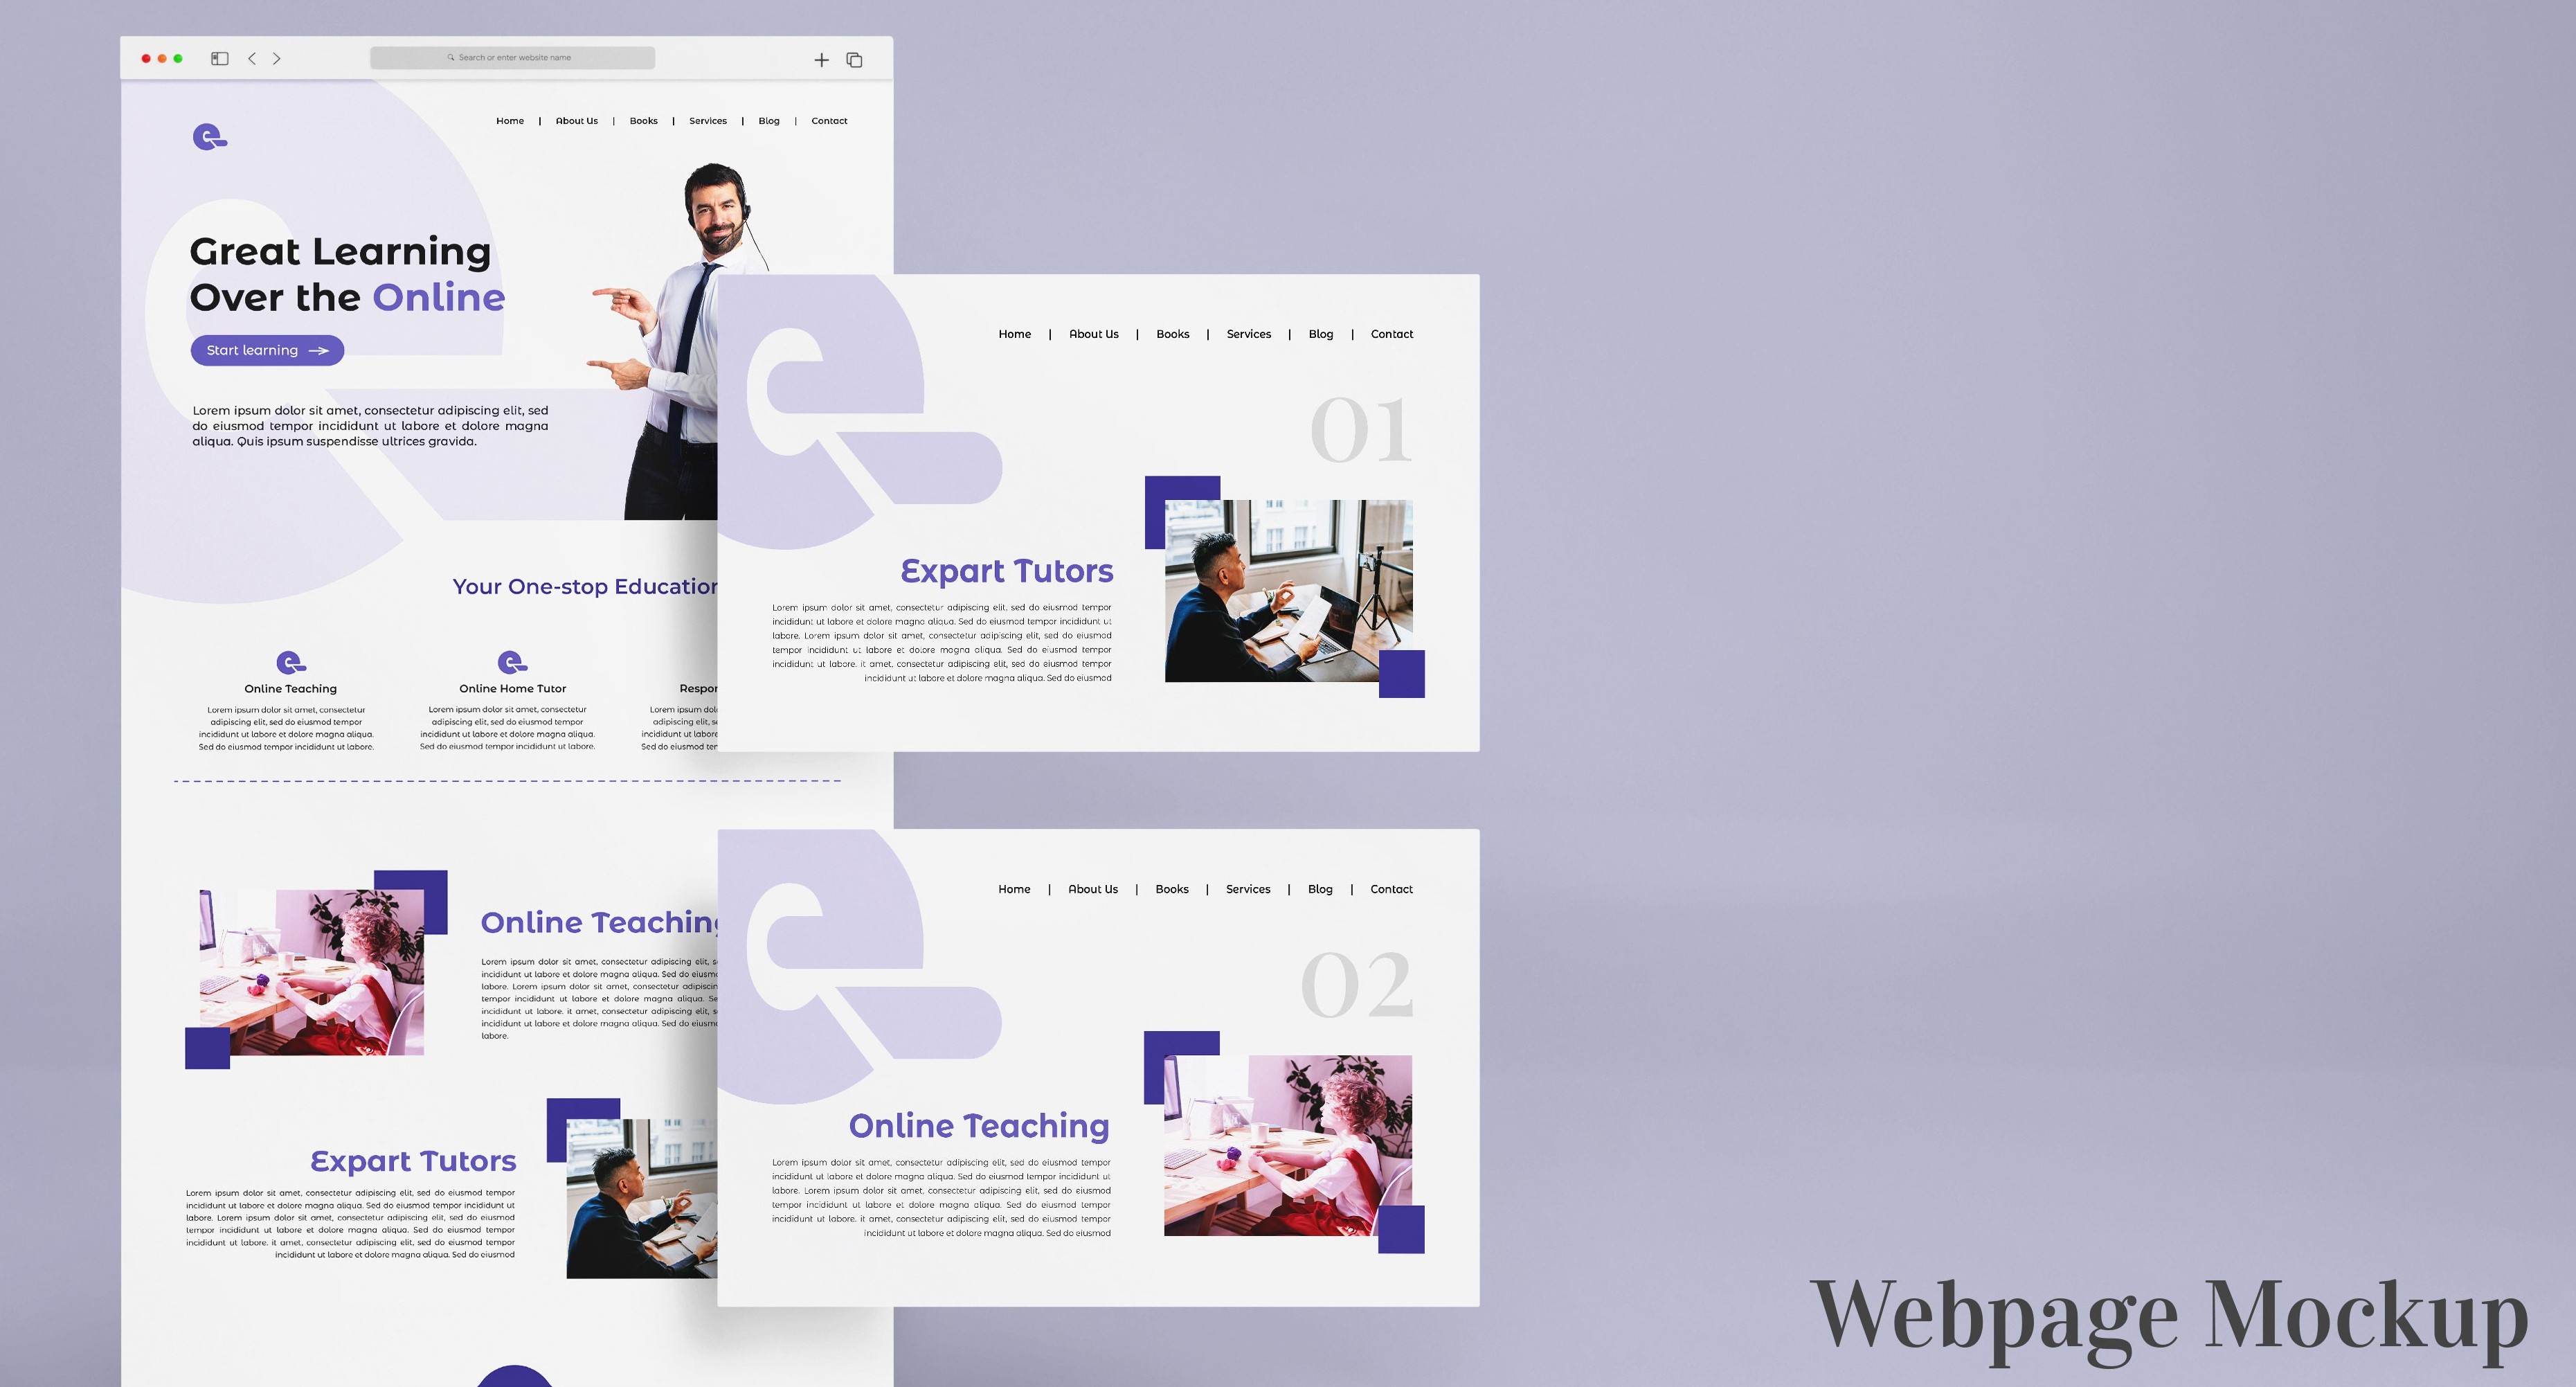 Search or enter website name
Home | About Us | Books | Services | Blog | Contact
Great Learning
Over the Online
Start learning
Lorem ipsum dolor sit amet, consectetur adipiscing elit, sed
do eiusmod tempor incididunt ut labore et dolore magna
aliqua. Quis ipsum suspendisse ultrices gravida.
Your One-stop Education
Online Teaching
Lorem ipsum dolor sit amet, consectetur
adipiscing elit, sed do eiusmod tempor
incididunt ut labore et dolore magna aliqua.
Sed do eiusmod tempor incididunt ut labore.
Online Home Tutor
Lorem ipsum dolor sit amet, consectetur
adipiscing elit, sed do eiusmod tempor
incididunt ut labore et dolore magna aliqua.
Sed do eiusmod tempor incididunt ut labore.
Respon
Lorem ipsum dol
adipiscing elit, s
incididunt ut labore
Sed do eiusmod ter
Online Teaching
Lorem ipsum dolor sit amet, consectetur adipiscing elit, s
incididunt ut labore et dolore magna aliqua. Sed do eiusm
labore. Lorem ipsum dolor sit amet, consectetur adipiscin
tempor incididunt ut labore et dolore magna aliqua. Se
incididunt ut labore. it amet, consectetur adipiscing elit, s
incididunt ut labore et dolore magna aliqua. Sed do eiusm
labore.
Expart Tutors
Lorem ipsum dolor sit amet, consectetur adipiscing elit, sed do eiusmod tempor
incididunt ut labore et dolore magna aliqua. Sed do eiusmod tempor incididunt ut
labore. Lorem ipsum dolor sit amet, consectetur adipiscing elit, sed do eiusmod
tempor incididunt ut labore et dolore magna aliqua. Sed do eiusmod tempor
incididunt ut labore. it amet, consectetur adipiscing elit, sed do eiusmod tempor
incididunt ut labore et dolore magna aliqua. Sed do eiusmod
Home | About Us | Books | Services | Blog | Contact
01
Expart Tutors
Lorem ipsum dolor sit amet, consectetur adipiscing elit, sed do eiusmod tempor
incididunt ut labore et dolore magna aliqua. Sed do eiusmod tempor incididunt ut
labore. Lorem ipsum dolor sit amet, consectetur adipiscing elit, sed do eiusmod
tempor incididunt ut labore et dolore magna aliqua. Sed do eiusmod tempor
incididunt ut labore. it amet, consectetur adipiscing elit, sed do eiusmod tempor
incididunt ut labore et dolore magna aliqua. Sed do eiusmod
Home | About Us | Books | Services | Blog | Contact
02
Online Teaching
Lorem ipsum dolor sit amet, consectetur adipiscing elit, sed do eiusmod tempor
incididunt ut labore et dolore magna aliqua. Sed do eiusmod tempor incididunt ut
labore. Lorem ipsum dolor sit amet, consectetur adipiscing elit, sed do eiusmod
tempor incididunt ut labore et dolore magna aliqua. Sed do eiusmod tempor
incididunt ut labore. it amet, consectetur adipiscing elit, sed do eiusmod tempor
incididunt ut labore et dolore magna aliqua. Sed do eiusmod
Webpage Mockup